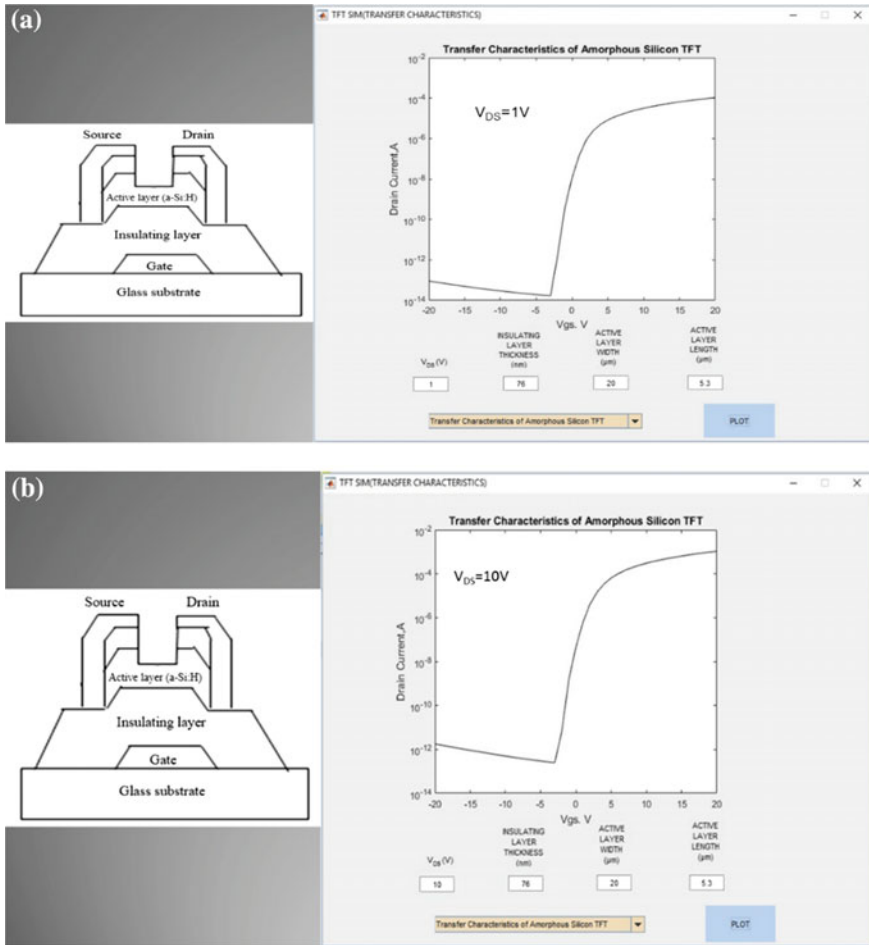 (a)
TFT SIM(TRANSFER CHARACTERISTICS)
Transfer Characteristics of Amorphous Silicon TFT
Source Drain
Active layer (a-Si:H)
Insulating layer
Gate
Glass substrate
Drain Current,A
10^-2
10^-4
10^-6
10^-8
10^-10
10^-12
10^-14
V_DS=1V
-20 -15 -10 -5 0 5 10 15 20
Vgs. V
V_DS (V)
INSULATING
LAYER
THICKNESS
(nm)
ACTIVE
LAYER
WIDTH
(μm)
ACTIVE
LAYER
LENGTH
(μm)
1 76 20 5.3
Transfer Characteristics of Amorphous Silicon TFT
PLOT
(b)
TFT SIM(TRANSFER CHARACTERISTICS)
Transfer Characteristics of Amorphous Silicon TFT
Source Drain
Active layer (a-Si:H)
Insulating layer
Gate
Glass substrate
Drain Current,A
10^-2
10^-4
10^-6
10^-8
10^-10
10^-12
10^-14
V_DS=10V
-20 -15 -10 -5 0 5 10 15 20
Vgs. V
V_DS (V)
INSULATING
LAYER
THICKNESS
(nm)
ACTIVE
LAYER
WIDTH
(μm)
ACTIVE
LAYER
LENGTH
(μm)
10 76 20 5.3
Transfer Characteristics of Amorphous Silicon TFT
PLOT